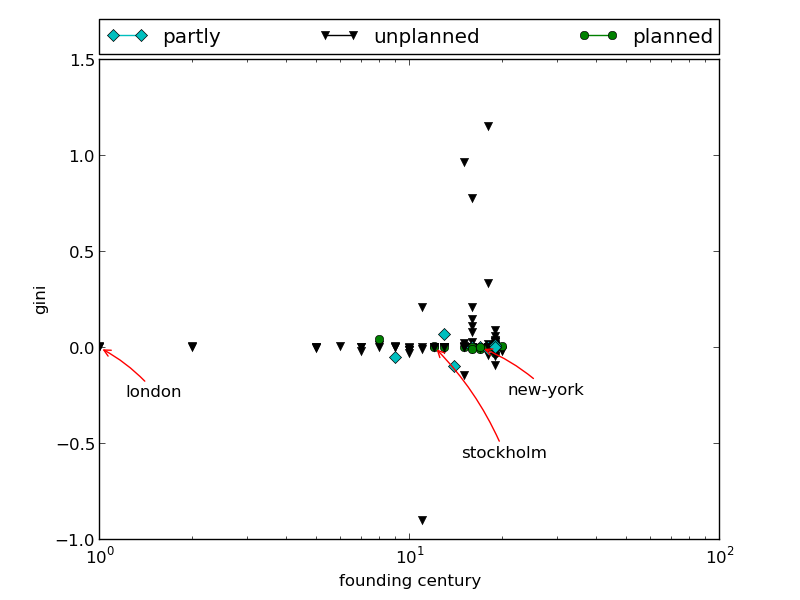 partly unplanned planned
1.5
1.0
0.5
0.0
−0.5
−1.0
gini
london
new-york
stockholm
10⁰ 10¹ 10²
founding century